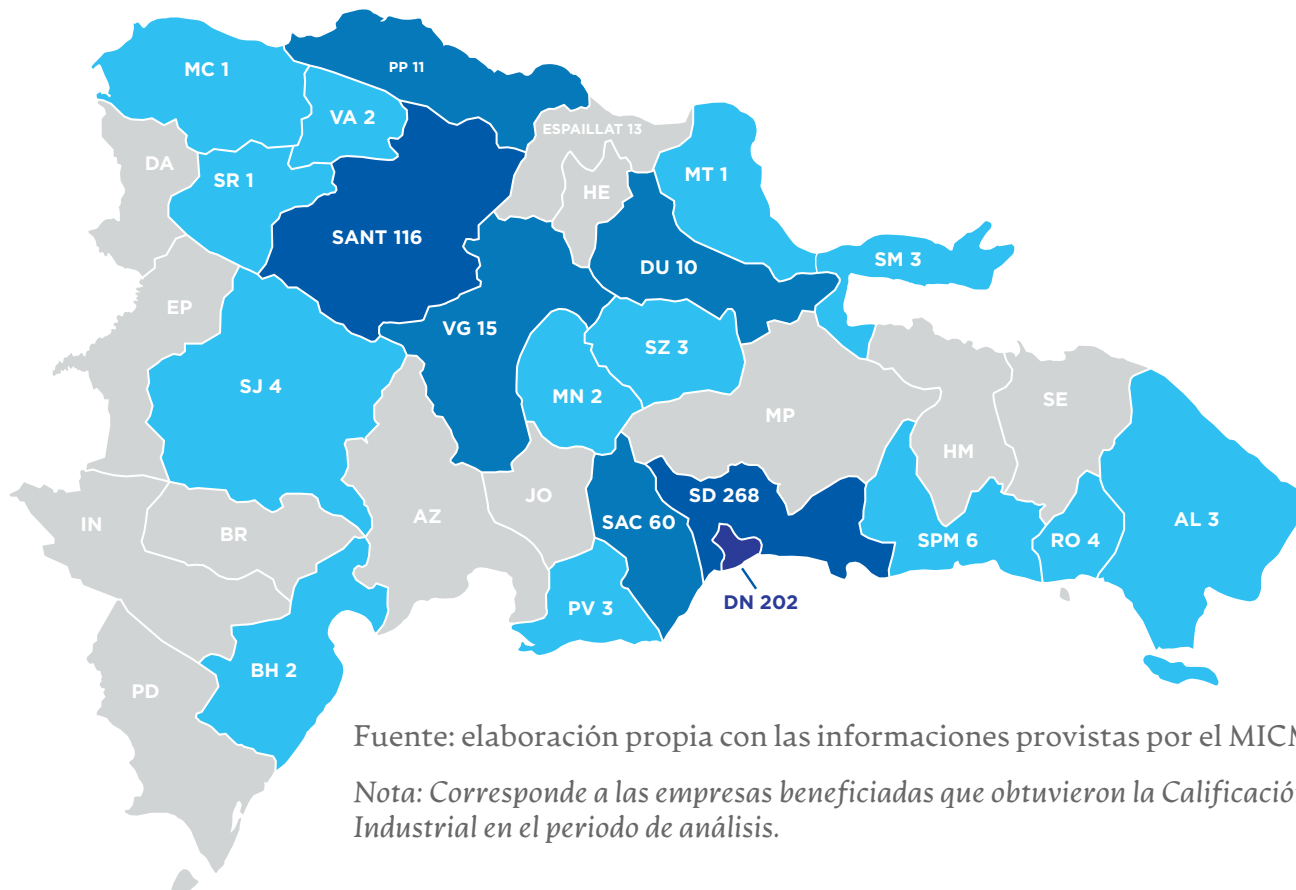 MC 1
PP 11
VA 2
ESPAILLAT 13
DA
SR 1
HE
MT 1
SANT 116
SM 3
DU 10
EP
VG 15
SZ 3
SJ 4
MN 2
MP
SE
HM
IN
BR
AZ
JO
SAC 60
SD 268
SPM 6
RO 4
AL 3
DN 202
PV 3
BH 2
PD
Fuente: elaboración propia con las informaciones provistas por el MICM
Nota: Corresponde a las empresas beneficiadas que obtuvieron la Calificación
Industrial en el periodo de análisis.